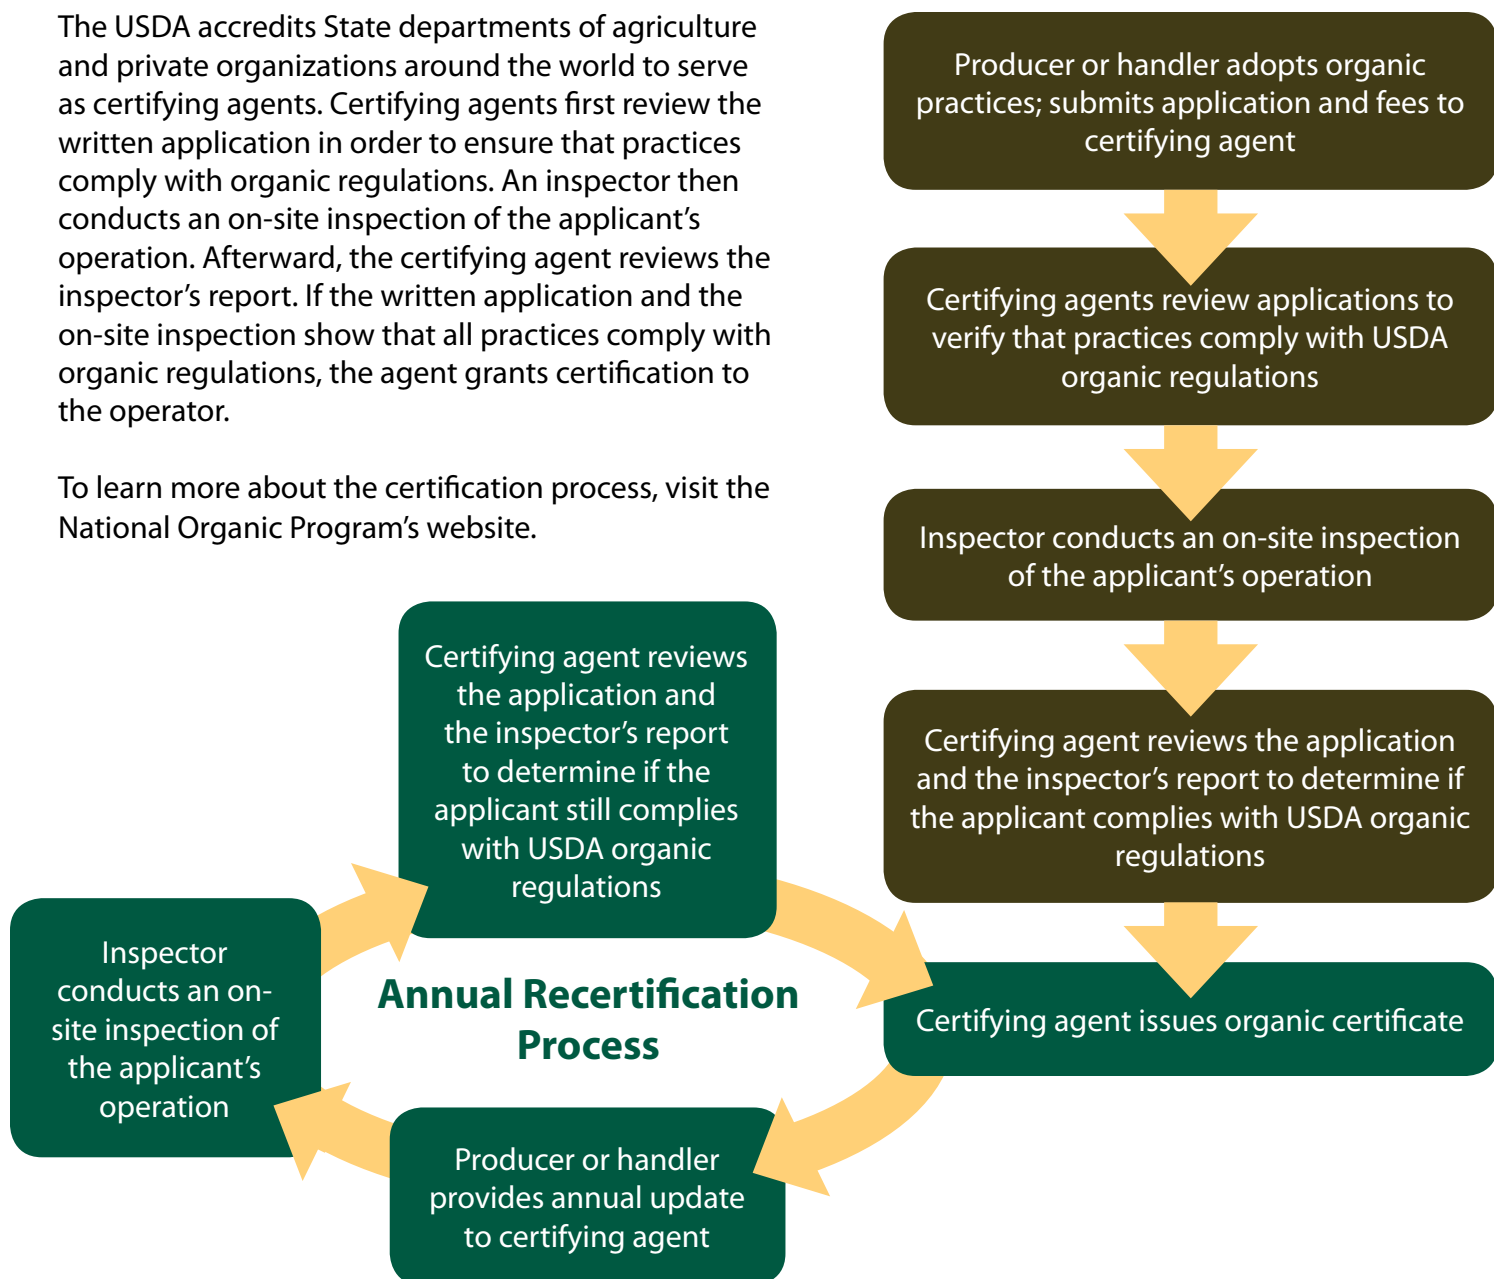 The USDA accredits State departments of agriculture
and private organizations around the world to serve
as certifying agents. Certifying agents first review the
written application in order to ensure that practices
comply with organic regulations. An inspector then
conducts an on-site inspection of the applicant’s
operation. Afterward, the certifying agent reviews the
inspector’s report. If the written application and the
on-site inspection show that all practices comply with
organic regulations, the agent grants certification to
the operator.
To learn more about the certification process, visit the
National Organic Program’s website.
Producer or handler adopts organic
practices; submits application and fees to
certifying agent
Certifying agents review applications to
verify that practices comply with USDA
organic regulations
Inspector conducts an on-site inspection
of the applicant’s operation
Certifying agent reviews the application
and the inspector’s report to determine if
the applicant complies with USDA organic
regulations
Certifying agent issues organic certificate
Annual Recertification
Process
Producer or handler
provides annual update
to certifying agent
Inspector
conducts an on-
site inspection of
the applicant’s
operation
Certifying agent reviews
the application and
the inspector’s report
to determine if the
applicant still complies
with USDA organic
regulations